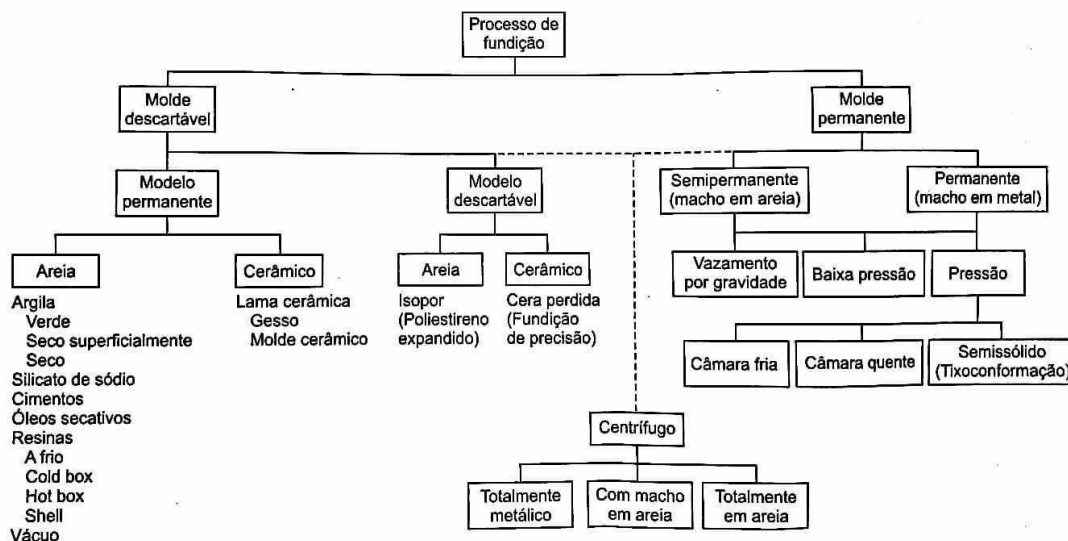 Processo de
fundição
Molde
descartável
Molde
permanente
Modelo
permanente
Modelo
descartável
Semipermanente
(macho em areia)
Permanente
(macho em metal)
Areia
Cerâmico
Areia
Cerâmico
Vazamento
por gravidade
Baixa pressão
Pressão
Argila
Verde
Seco superficialmente
Seco
Silicato de sódio
Cimentos
Óleos secativos
Resinas
A frio
Cold box
Hot box
Shell
Vácuo
Lama cerâmica
Gesso
Molde cerâmico
Isopor
(Poliestireno
expandido)
Cera perdida
(Fundição
de precisão)
Câmara fria
Câmara quente
Semissólido
(Tixoconformação)
Centrífugo
Totalmente
metálico
Com macho
em areia
Totalmente
em areia